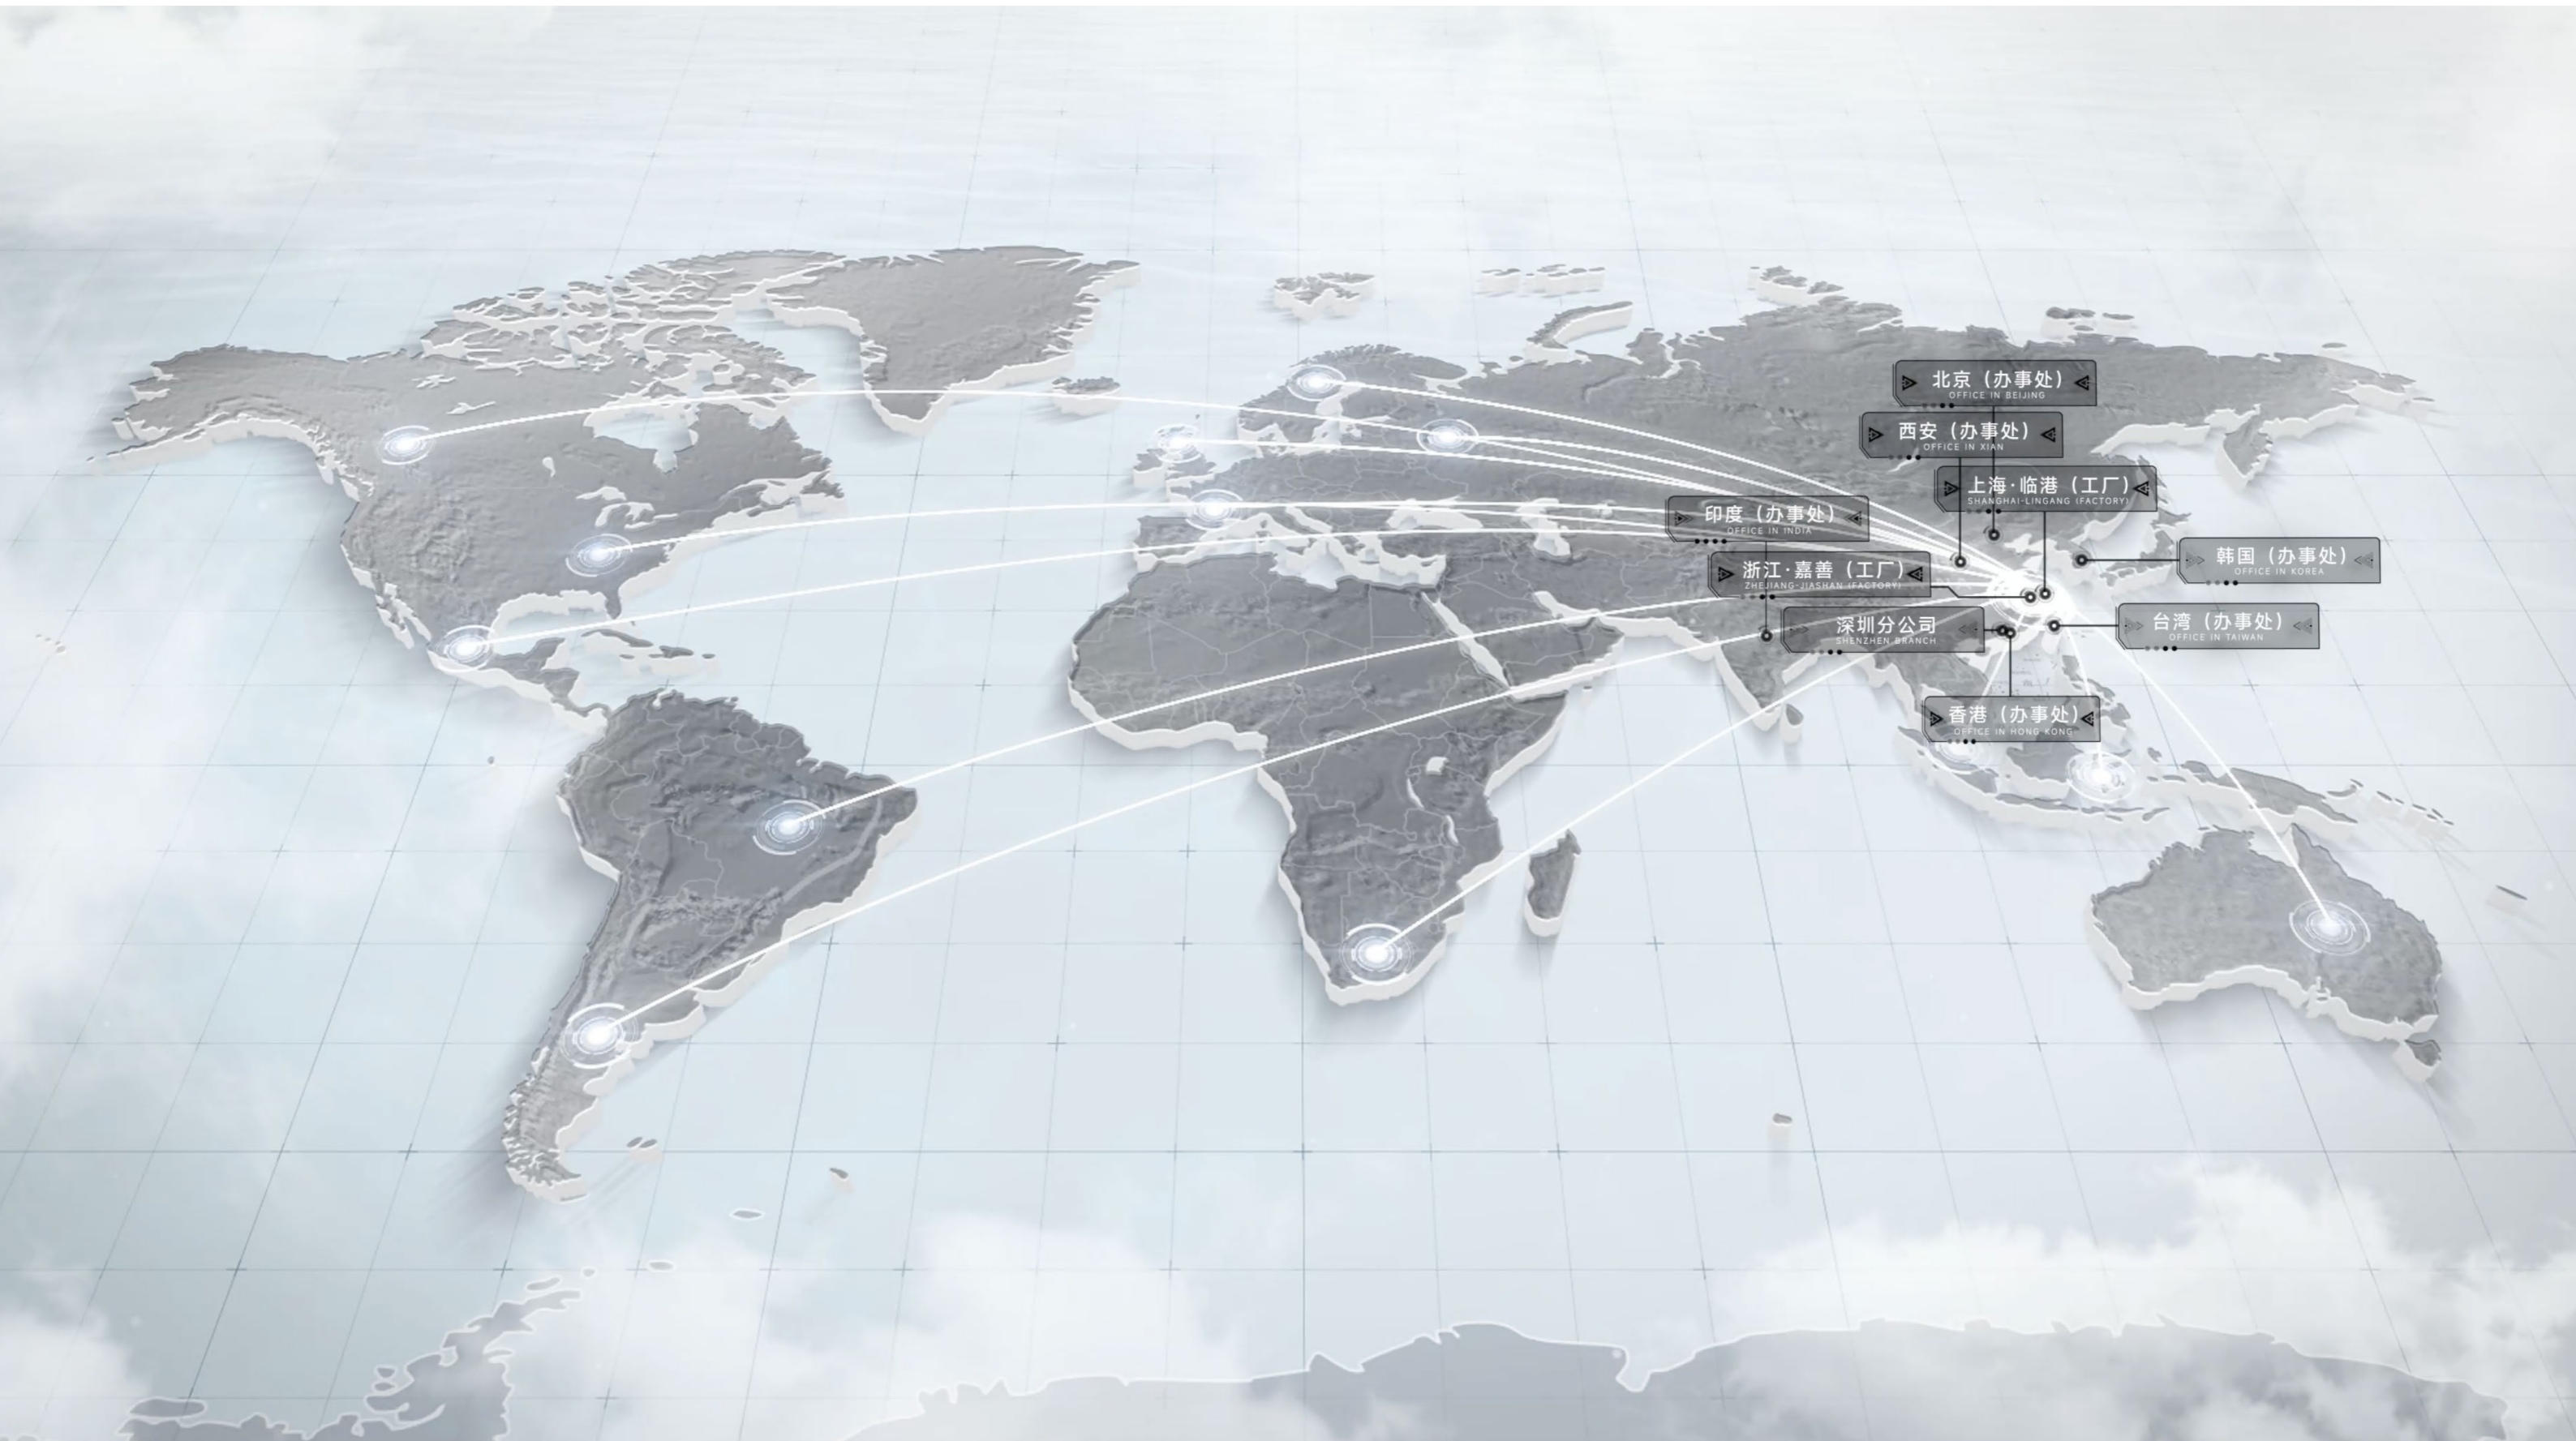 北京（办事处）
OFFICE IN BEIJING
西安（办事处）
OFFICE IN XIAN
上海·临港（工厂）
SHANGHAI-LINGANG (FACTORY)
印度（办事处）
OFFICE IN INDIA
韩国（办事处）
OFFICE IN KOREA
浙江·嘉善（工厂）
ZHEJIANG-JIASHAN (FACTORY)
深圳分公司
SHENZHEN BRANCH
台湾（办事处）
OFFICE IN TAIWAN
香港（办事处）
OFFICE IN HONG KONG